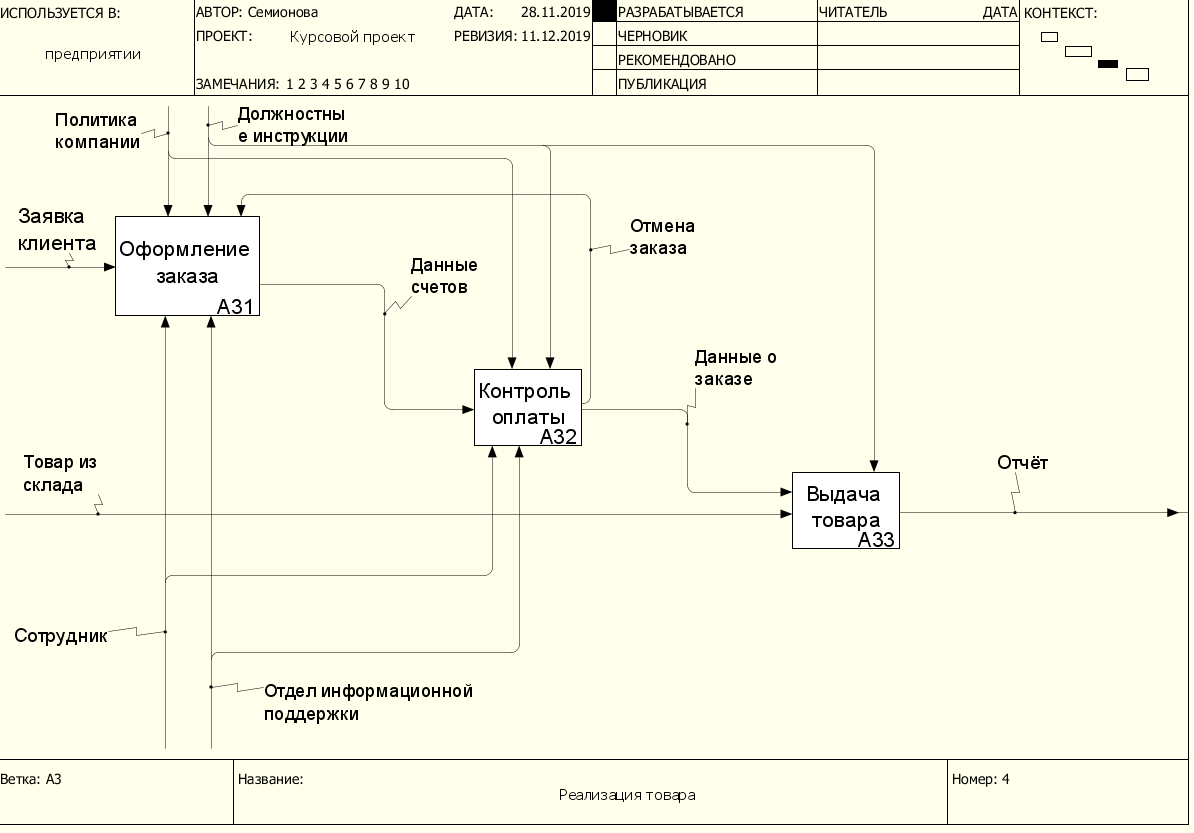 ИСПОЛЬЗУЕТСЯ В:
предприятии
АВТОР: Семионова
ДАТА: 28.11.2019
ПРОЕКТ: Курсовой проект
РЕВИЗИЯ: 11.12.2019
ЗАМЕЧАНИЯ: 1 2 3 4 5 6 7 8 9 10
РАЗРАБАТЫВАЕТСЯ
ЧЕРНОВИК
РЕКОМЕНДОВАНО
ПУБЛИКАЦИЯ
ЧИТАТЕЛЬ ДАТА
КОНТЕКСТ:
Политика
компании
Должностны
е инструкции
Заявка
клиента
Оформление
заказа
A31
Отмена
заказа
Данные
счетов
Данные о
заказе
Контроль
оплаты
A32
Товар из
склада
Отчёт
Выдача
товара
A33
Сотрудник
Отдел информационной
поддержки
Ветка: A3
Название:
Реализация товара
Номер: 4